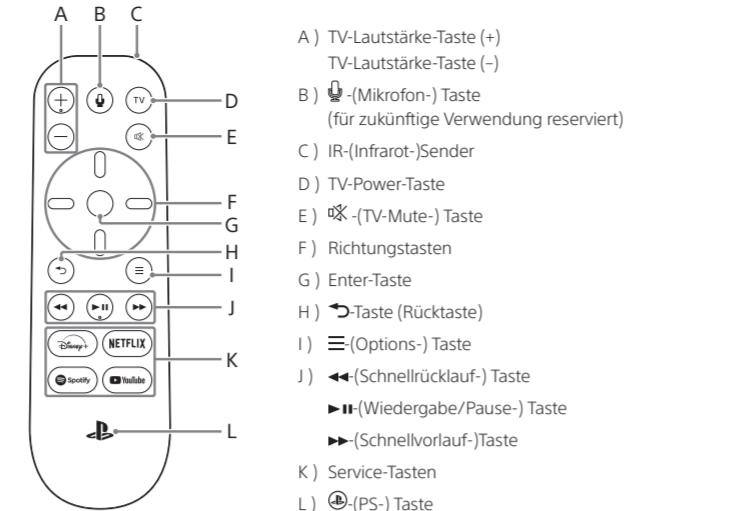 A
B
C
TV
D
E
F
G
H
I
J
Disney+
NETFLIX
Spotify
YouTube
K
L
A ) TV-Lautstärke-Taste (+)
TV-Lautstärke-Taste (–)
B ) -(Mikrofon-) Taste
(für zukünftige Verwendung reserviert)
C ) IR-(Infrarot-)Sender
D ) TV-Power-Taste
E ) -(TV-Mute-) Taste
F ) Richtungstasten
G ) Enter-Taste
H ) -Taste (Rücktaste)
I ) -(Options-) Taste
J ) -(Schnellrücklauf-) Taste
-(Wiedergabe/Pause-) Taste
-(Schnellvorlauf-)Taste
K ) Service-Tasten
L ) -(PS-) Taste